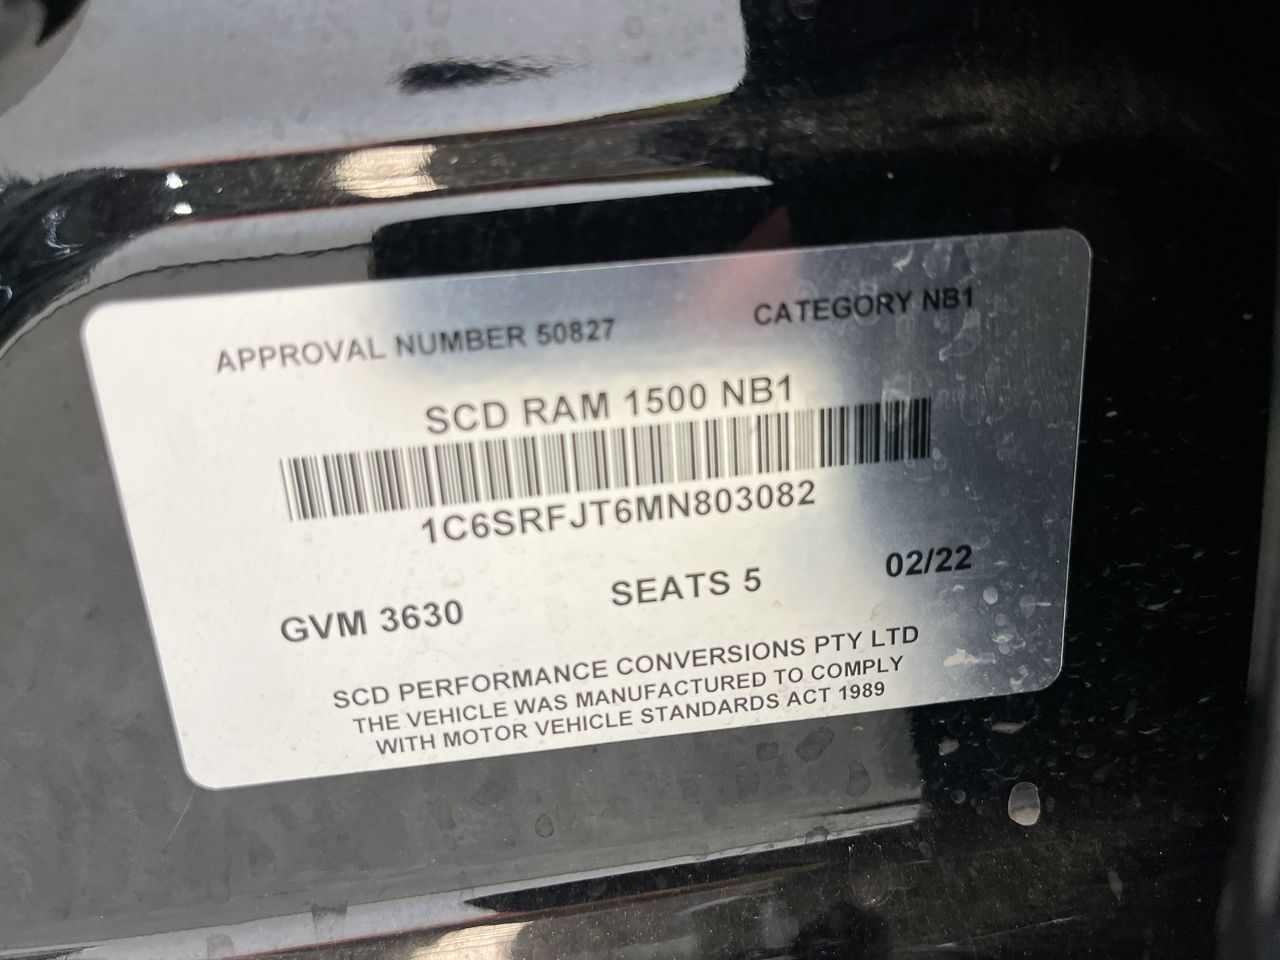 APPROVAL NUMBER 50827 CATEGORY NB1
SCD RAM 1500 NB1
1C6SRFJT6MN803082
GVM 3630 SEATS 5 02/22
SCD PERFORMANCE CONVERSIONS PTY LTD
THE VEHICLE WAS MANUFACTURED TO COMPLY
WITH MOTOR VEHICLE STANDARDS ACT 1989